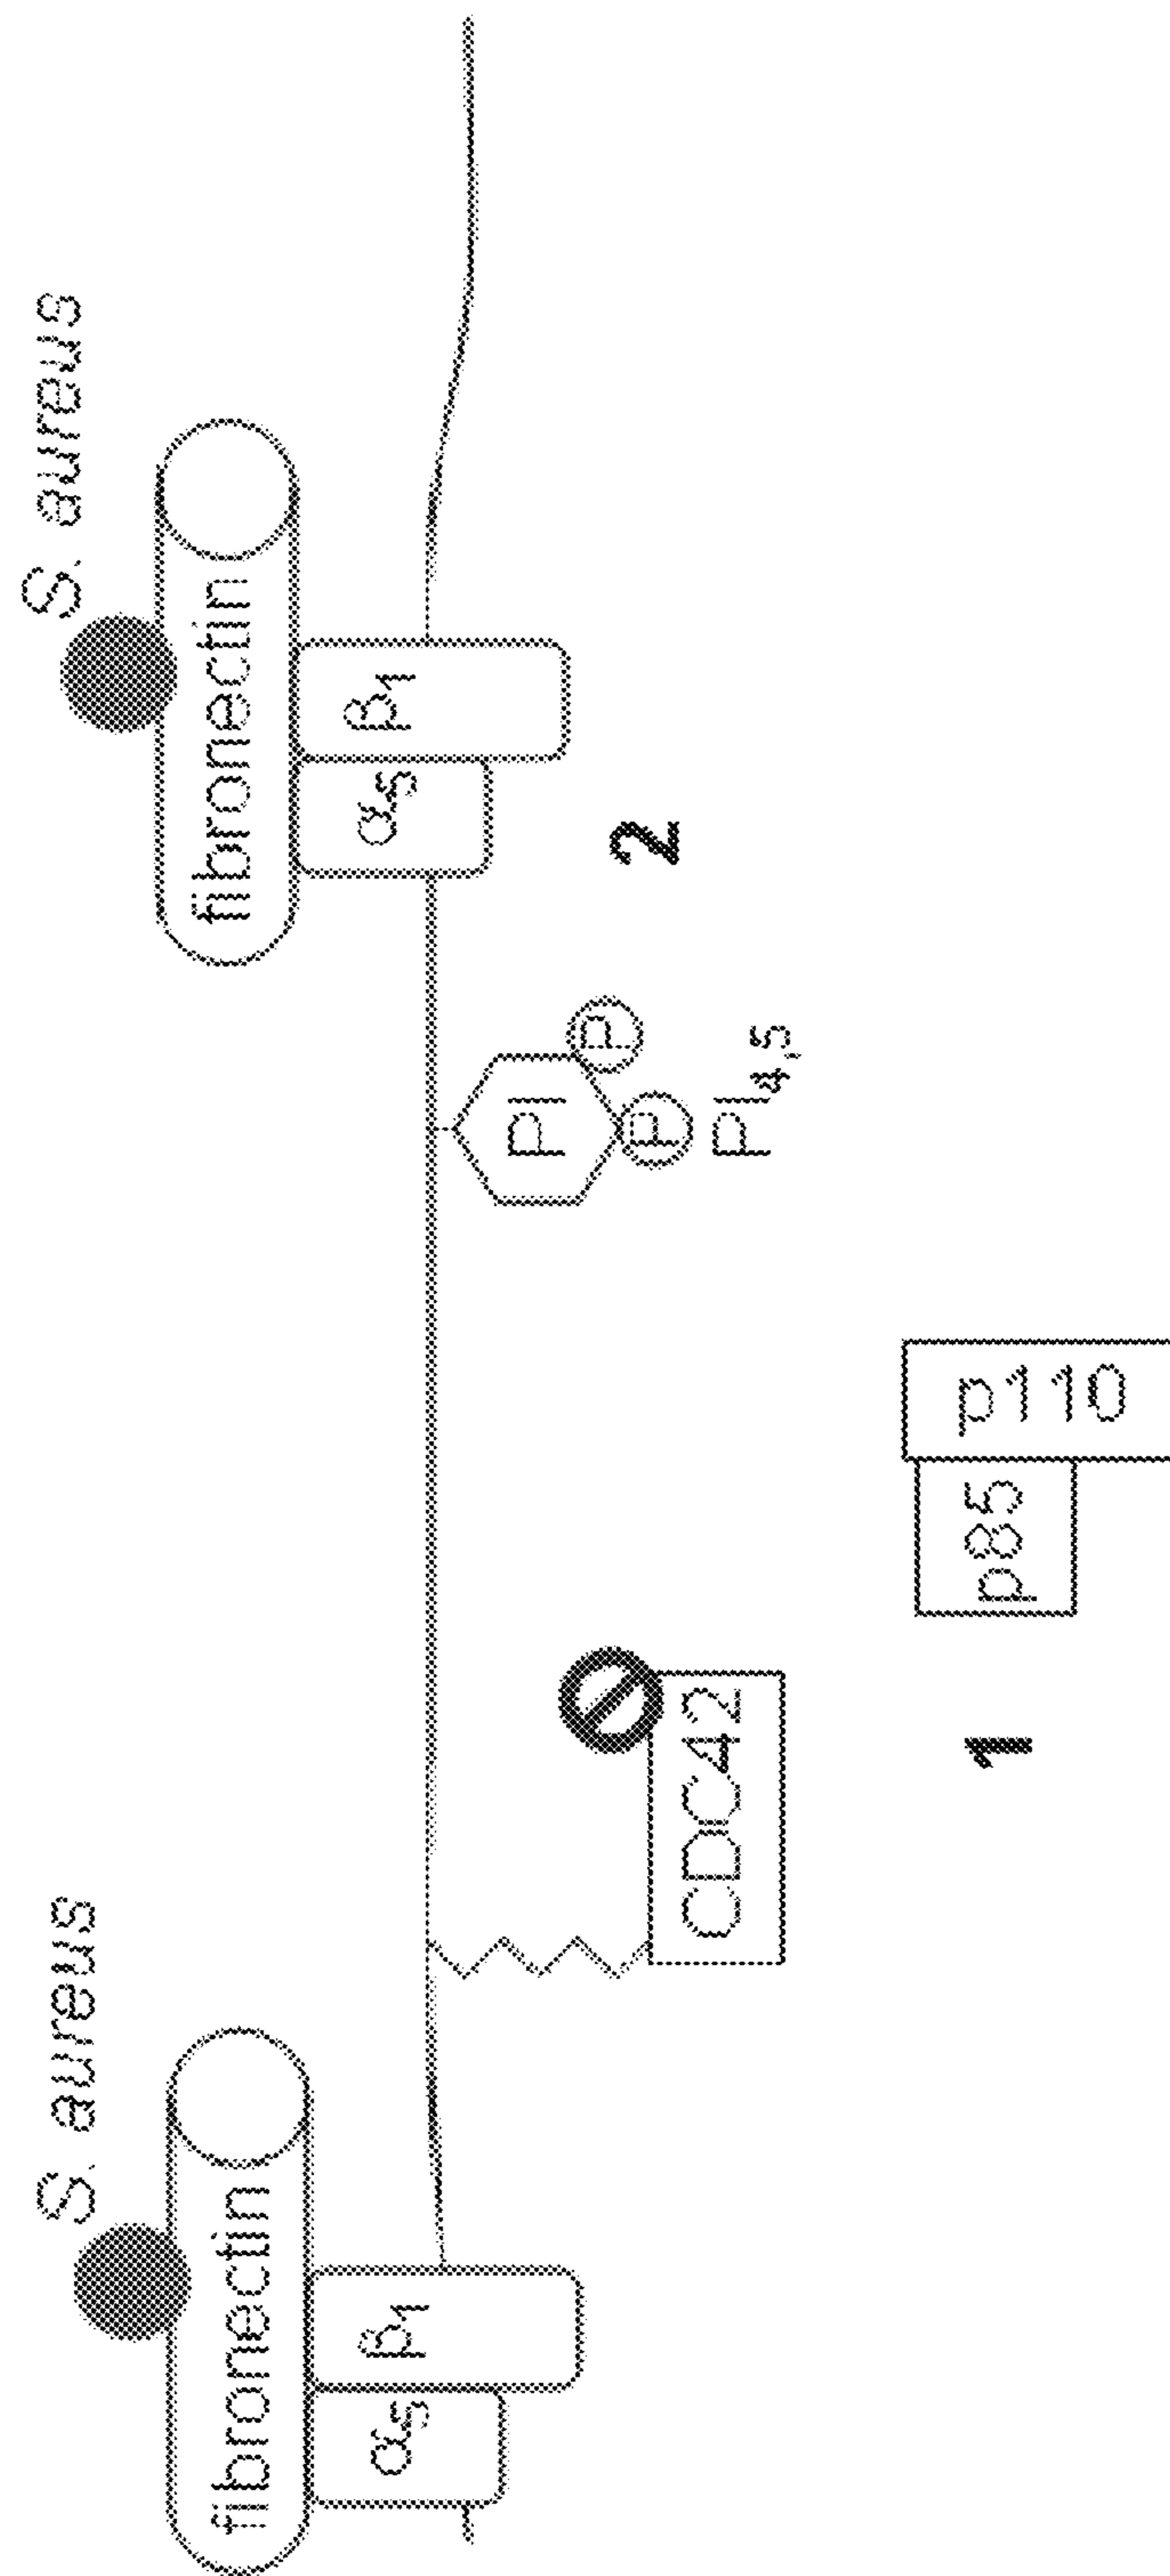 S. aureus
fibronectin
α5
β1
CDC42
1
p85
p110
PI
P
P
PI4,5
2
S. aureus
fibronectin
α5
β1